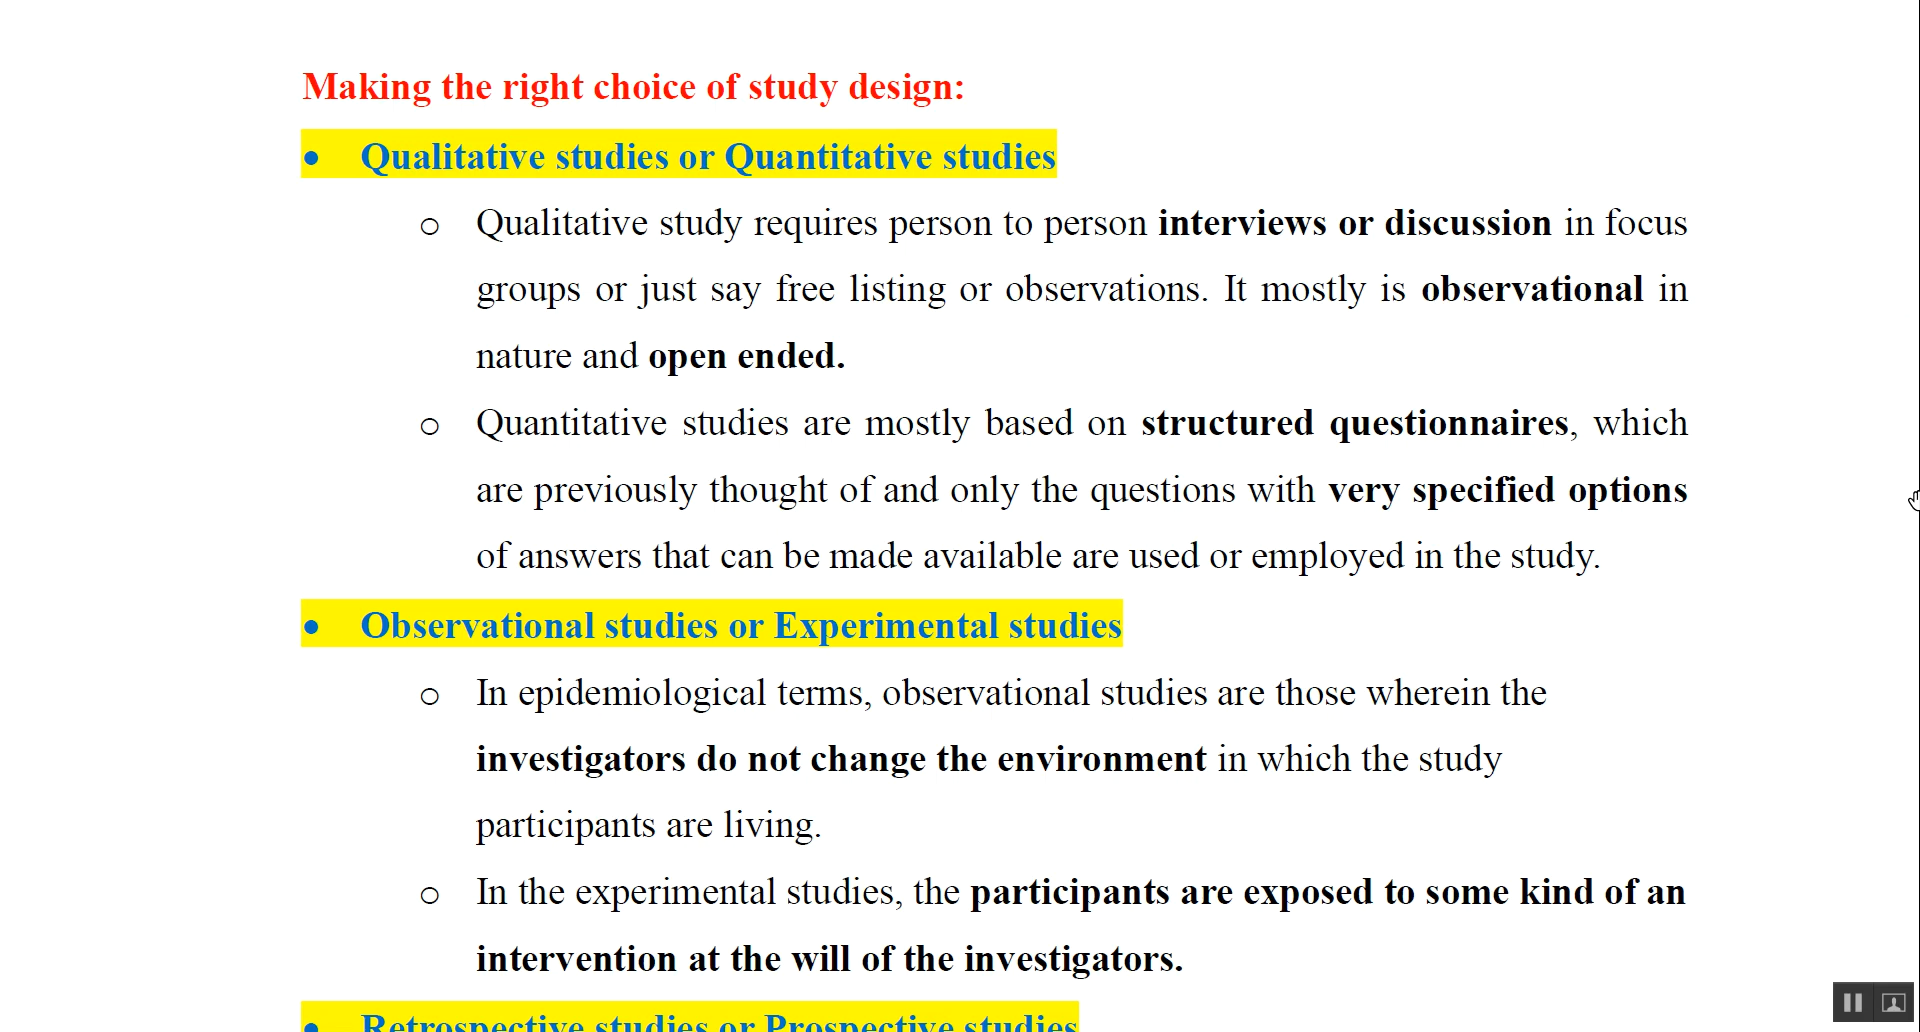 Making the right choice of study design:
• Qualitative studies or Quantitative studies
o Qualitative study requires person to person interviews or discussion in focus
groups or just say free listing or observations. It mostly is observational in
nature and open ended.
o Quantitative studies are mostly based on structured questionnaires, which
are previously thought of and only the questions with very specified options
of answers that can be made available are used or employed in the study.
• Observational studies or Experimental studies
o In epidemiological terms, observational studies are those wherein the
investigators do not change the environment in which the study
participants are living.
o In the experimental studies, the participants are exposed to some kind of an
intervention at the will of the investigators.
• Retrospective studies or Prospective studies